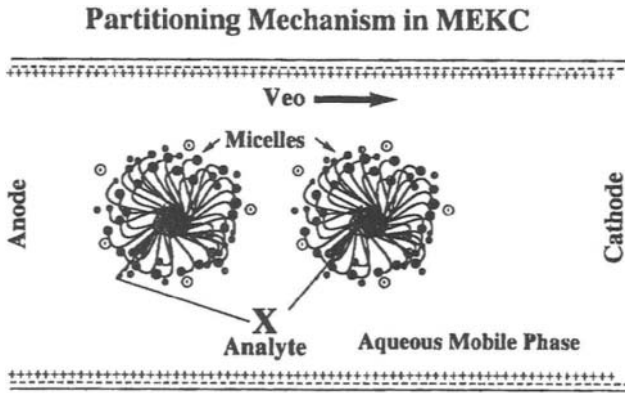 Partitioning Mechanism in MEKC
Veo
Micelles
Anode
Cathode
X
Analyte
Aqueous Mobile Phase